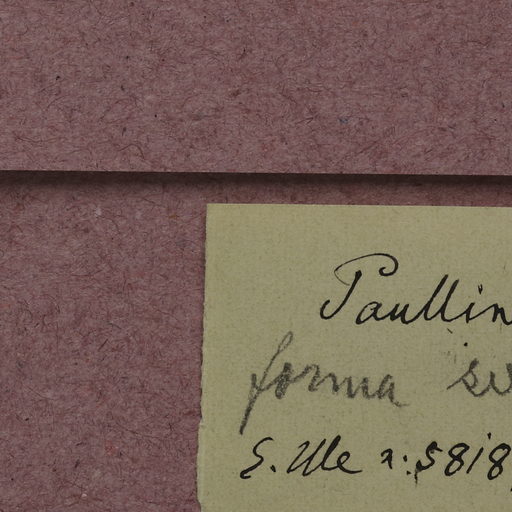 Paullin
forma
E. Ule n. 5818